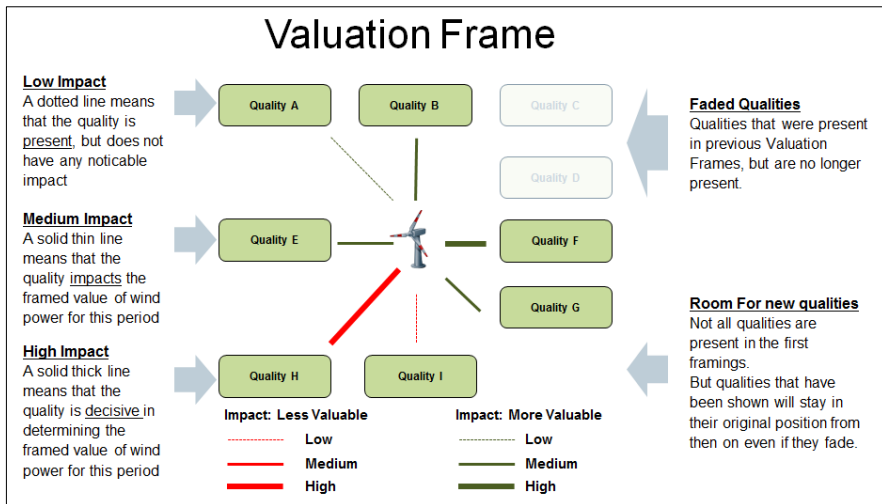 Valuation Frame
Low Impact
A dotted line means
that the quality is
present, but does not
have any noticable
impact
Medium Impact
A solid thin line
means that the
quality impacts the
framed value of wind
power for this period
High Impact
A solid thick line
means that the
quality is decisive in
determining the
framed value of wind
power for this period
Quality A
Quality B
Quality C
Quality D
Quality E
Quality F
Quality G
Quality H
Quality I
Impact: Less Valuable
Low
Medium
High
Impact: More Valuable
Low
Medium
High
Faded Qualities
Qualities that were present
in previous Valuation
Frames, but are no longer
present.
Room For new qualities
Not all qualities are
present in the first
framings.
But qualities that have
been shown will stay in
their original position from
then on even if they fade.